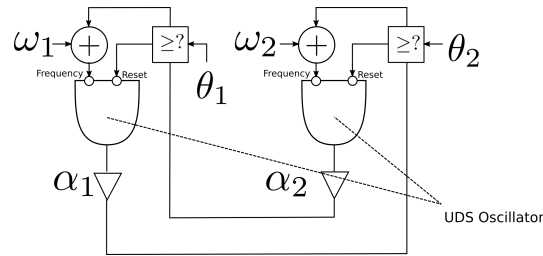 ω1 + ≥? θ1 ω2 + ≥? θ2
Frequency Reset Frequency Reset
α1 α2
UDS Oscillator